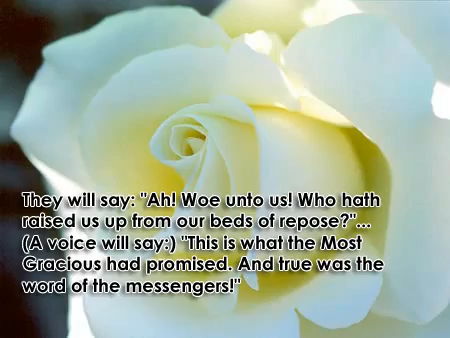 They will say: "Ah! Woe unto us! Who hath
raised us up from our beds of repose?"...
(A voice will say:) "This is what the Most
Gracious had promised. And true was the
word of the messengers!"